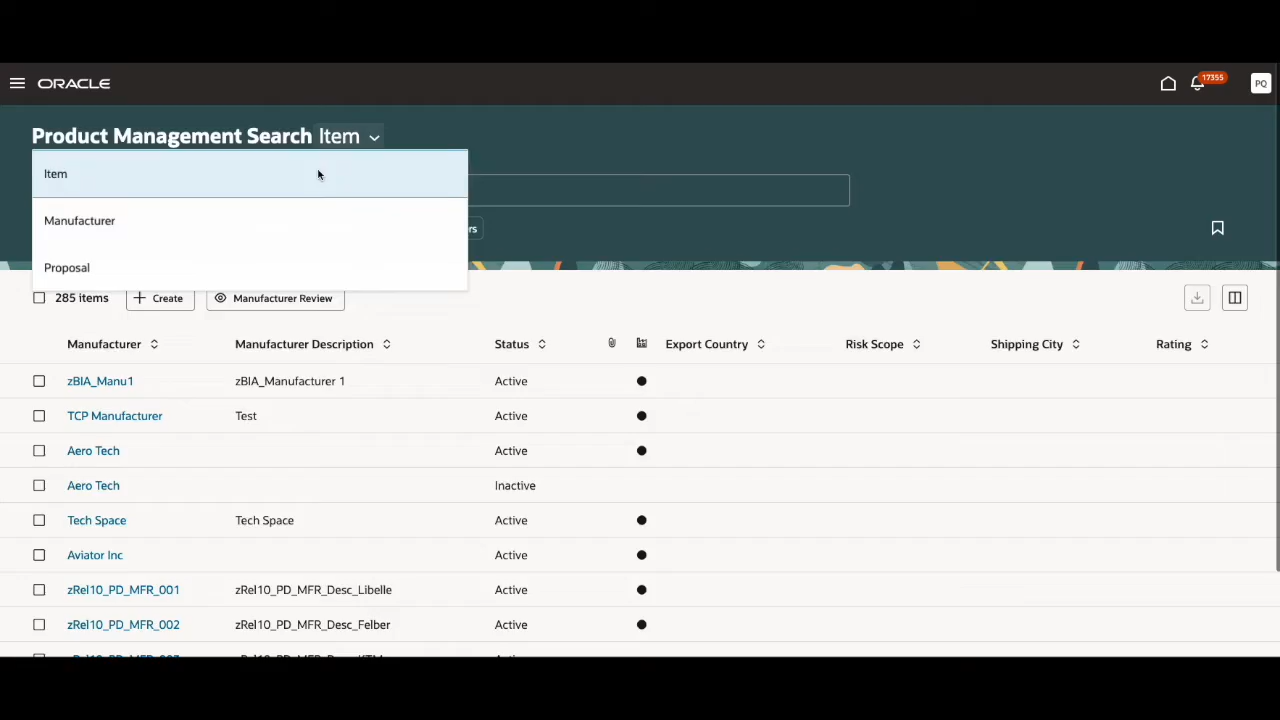 ORACLE
17355
PQ
Product Management Search Item
Item
Manufacturer
Proposal
rs
285 items
Create
Manufacturer Review
Manufacturer
Manufacturer Description
Status
Export Country
Risk Scope
Shipping City
Rating
zBIA_Manu1 zBIA_Manufacturer 1 Active
TCP Manufacturer Test Active
Aero Tech Active
Aero Tech Inactive
Tech Space Tech Space Active
Aviator Inc Active
zRel10_PD_MFR_001 zRel10_PD_MFR_Desc_Libelle Active
zRel10_PD_MFR_002 zRel10_PD_MFR_Desc_Felber Active